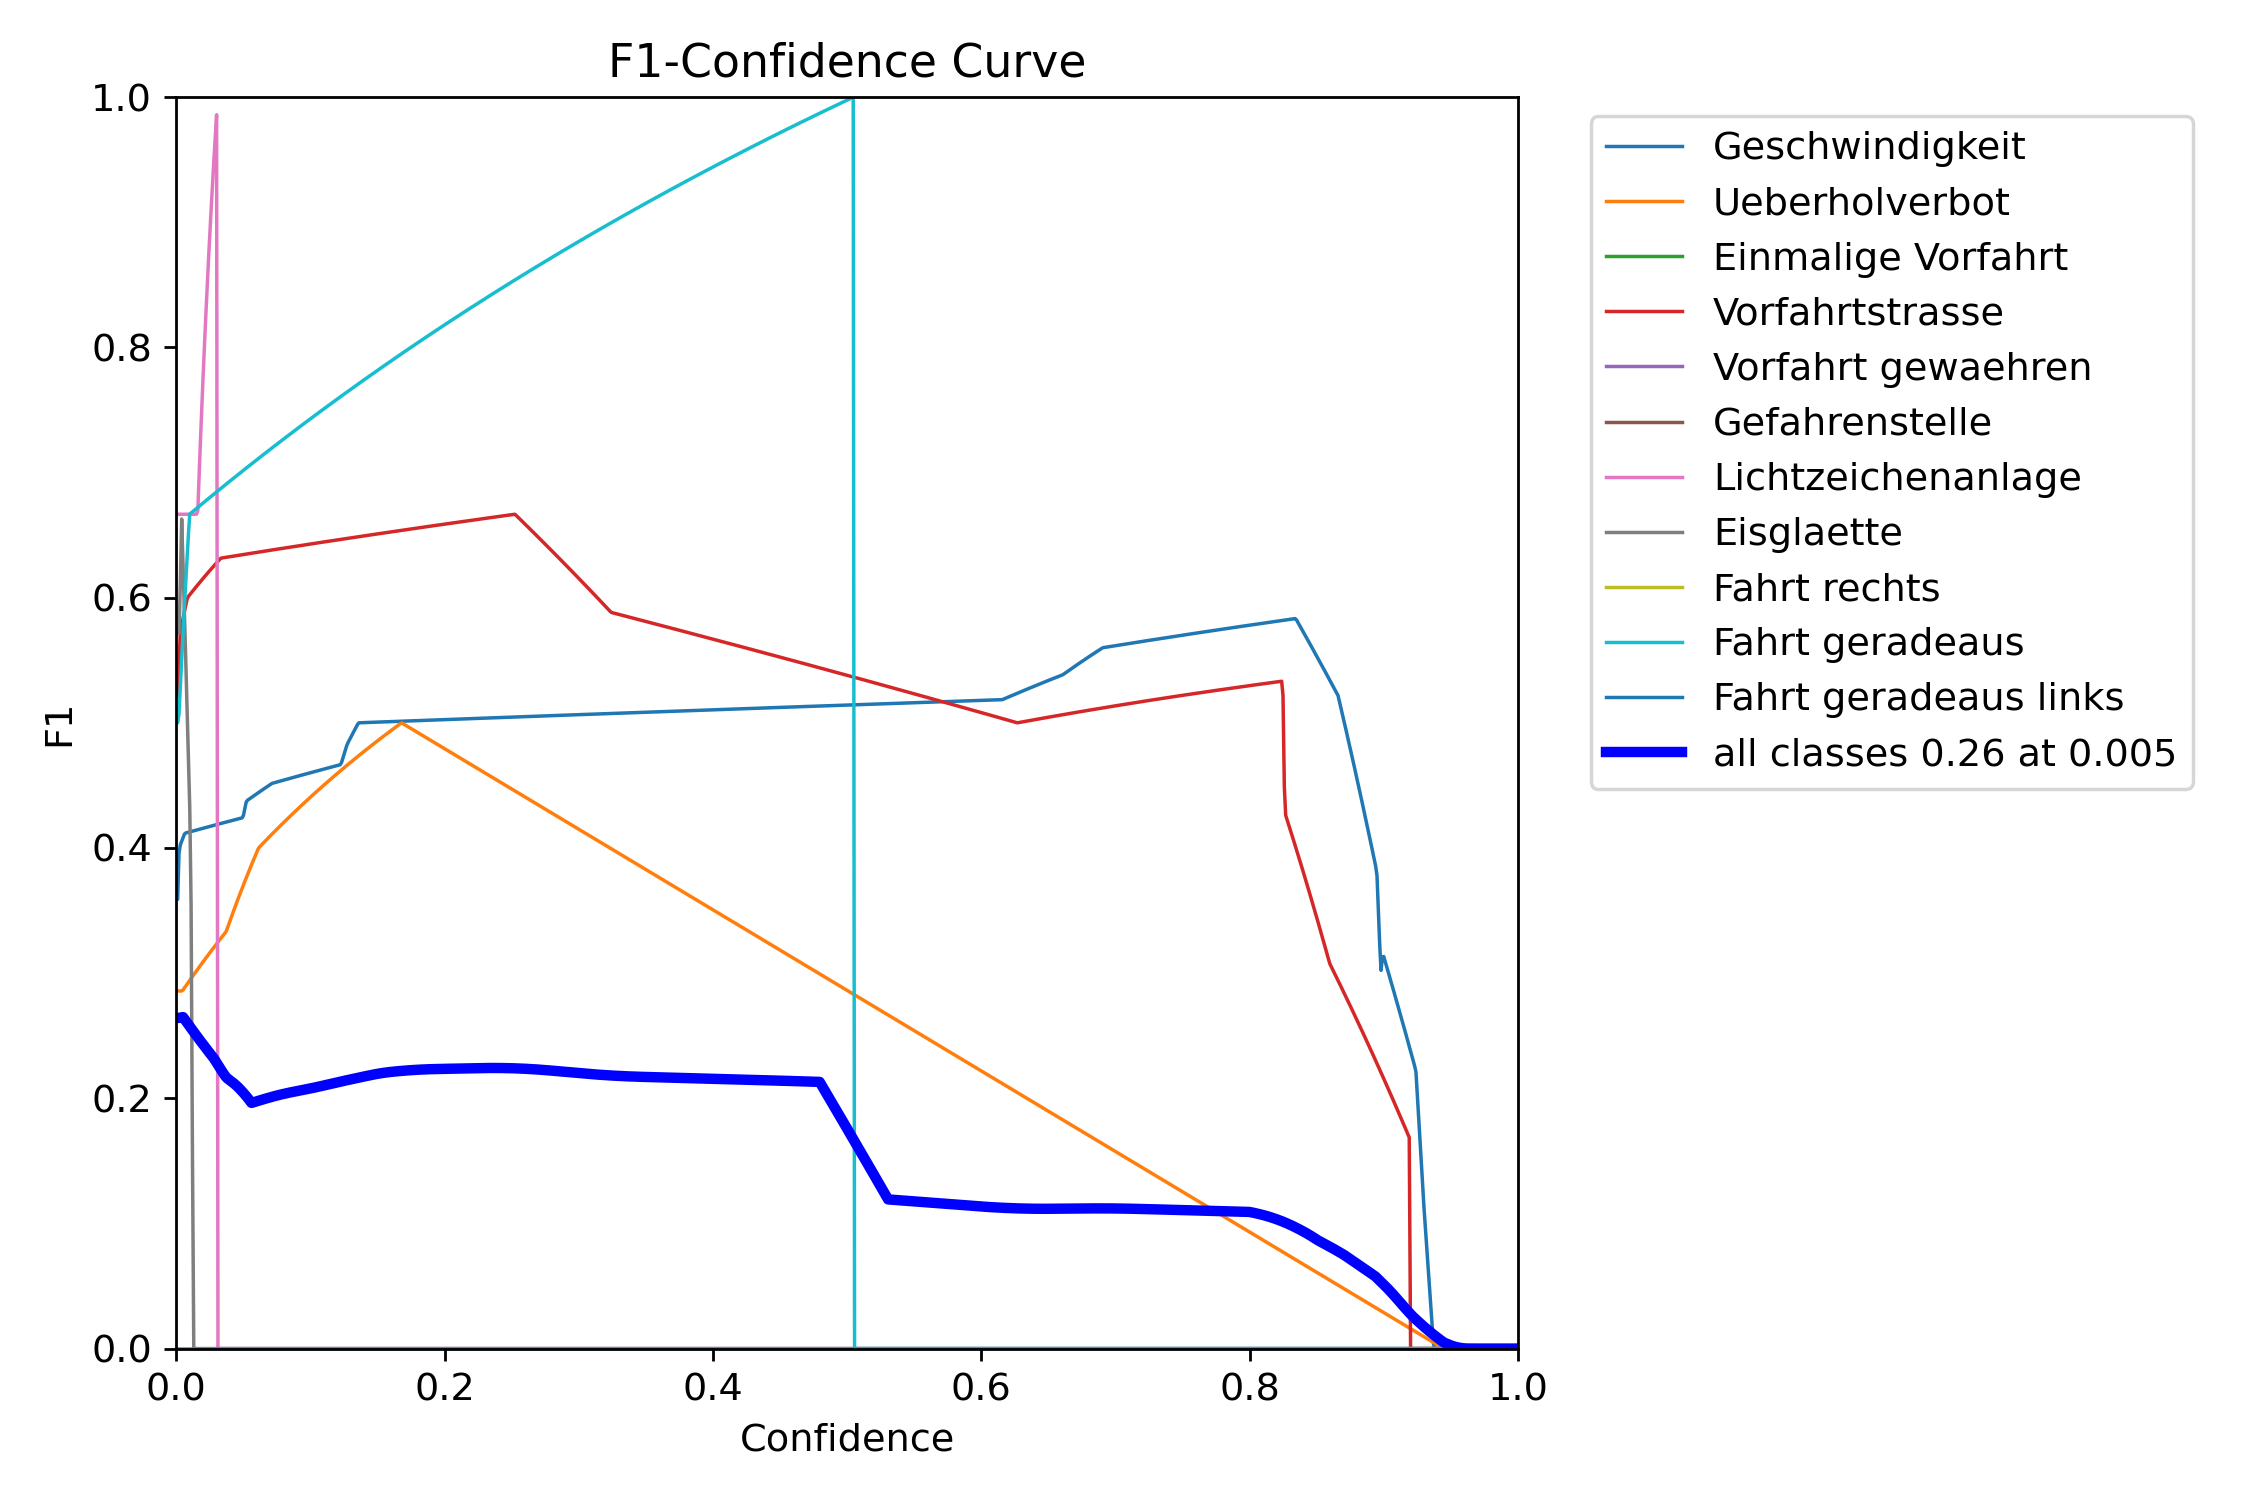 F1-Confidence Curve
1.0
0.8
0.6
0.4
0.2
0.0
F1
0.0 0.2 0.4 0.6 0.8 1.0
Confidence
Geschwindigkeit
Ueberholverbot
Einmalige Vorfahrt
Vorfahrtstrasse
Vorfahrt gewaehren
Gefahrenstelle
Lichtzeichenanlage
Eisglaette
Fahrt rechts
Fahrt geradeaus
Fahrt geradeaus links
all classes 0.26 at 0.005